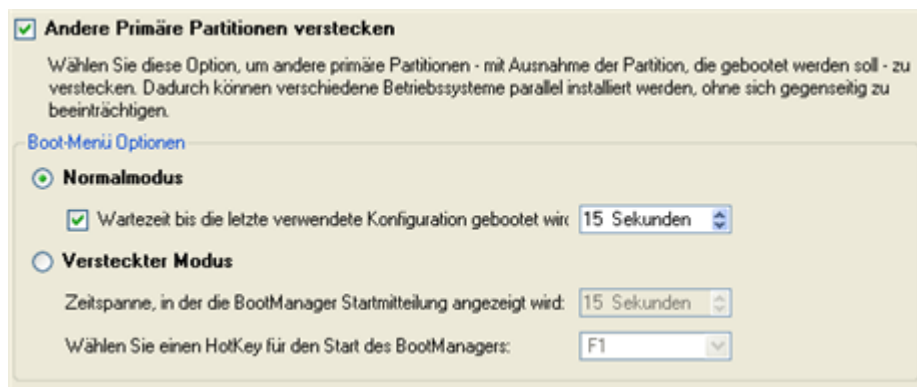 Andere Primäre Partitionen verstecken
Wählen Sie diese Option, um andere primäre Partitionen - mit Ausnahme der Partition, die gebootet werden soll - zu
verstecken. Dadurch können verschiedene Betriebssysteme parallel installiert werden, ohne sich gegenseitig zu
beeinträchtigen.
Boot-Menü Optionen
Normalmodus
Wartezeit bis die letzte verwendete Konfiguration gebootet wird 15 Sekunden
Versteckter Modus
Zeitspanne, in der die BootManager Startmitteilung angezeigt wird: 15 Sekunden
Wählen Sie einen HotKey für den Start des BootManagers: F1